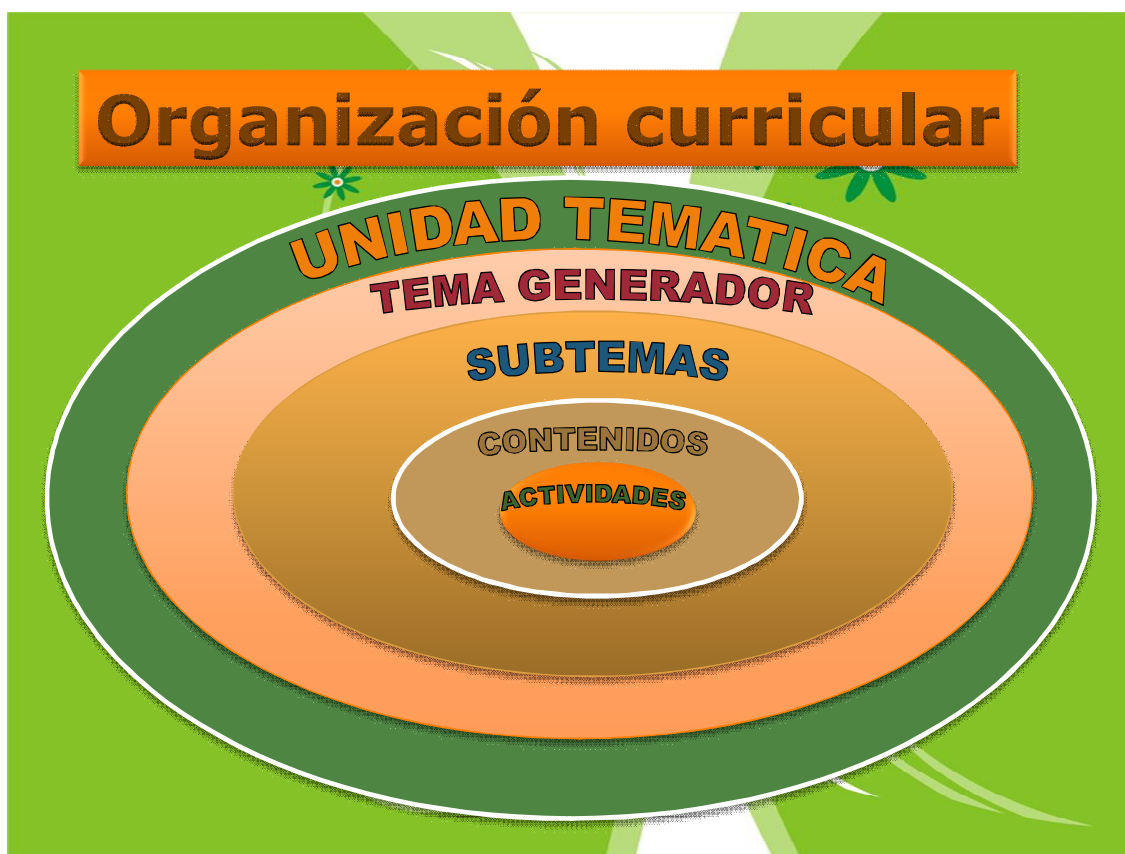 Organización curricular
UNIDAD TEMATICA
TEMA GENERADOR
SUBTEMAS
CONTENIDOS
ACTIVIDADES